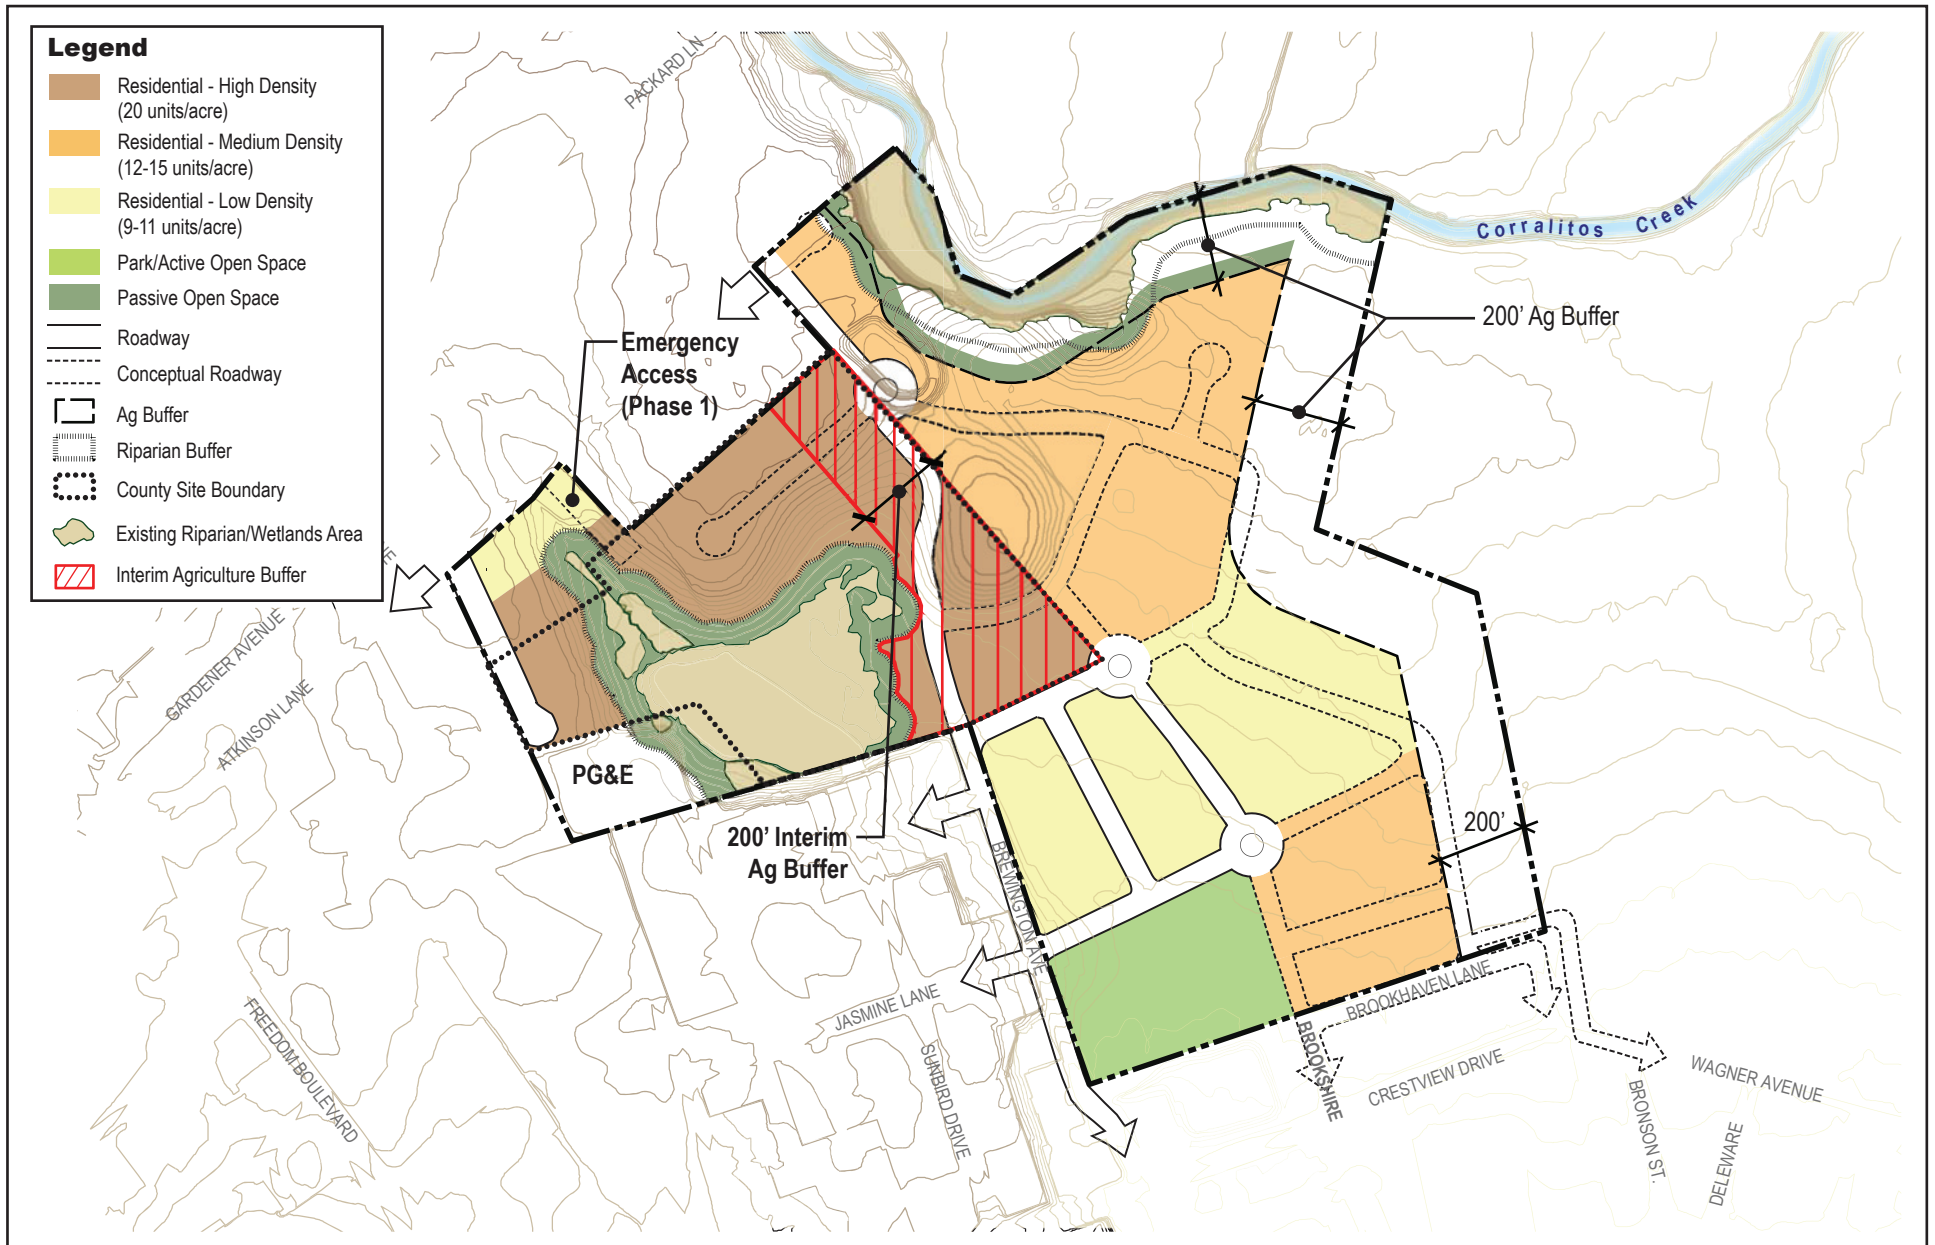 Legend
Residential - High Density
(20 units/acre)
Residential - Medium Density
(12-15 units/acre)
Residential - Low Density
(9-11 units/acre)
Park/Active Open Space
Passive Open Space
Roadway
Conceptual Roadway
Ag Buffer
Riparian Buffer
County Site Boundary
Existing Riparian/Wetlands Area
Interim Agriculture Buffer
PACKARD LN
Corralitos Creek
200' Ag Buffer
Emergency
Access
(Phase 1)
GARDENER AVENUE
ATKINSON LANE
PG&E
200' Interim
Ag Buffer
200'
BREWINGTON AVE
JASMINE LANE
SUNBIRD DRIVE
FREEDOM BOULEVARD
BROOKHAVEN LANE
BROOKSHIRE
CRESTVIEW DRIVE
WAGNER AVENUE
BRONSON ST.
DELEWARE